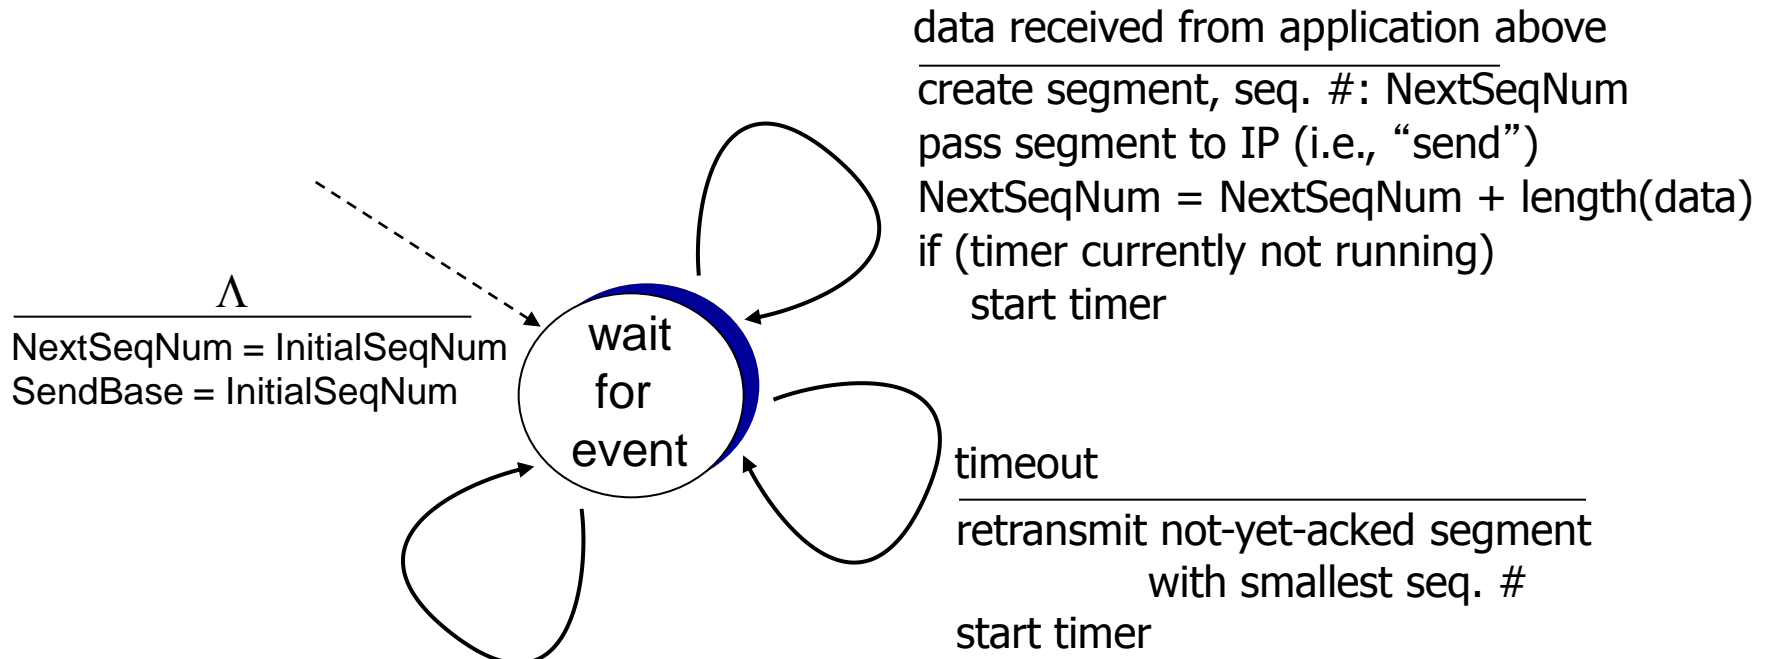 data received from application above
create segment, seq. #: NextSeqNum
pass segment to IP (i.e., “send”)
NextSeqNum = NextSeqNum + length(data)
if (timer currently not running)
start timer
Λ
NextSeqNum = InitialSeqNum
SendBase = InitialSeqNum
wait
for
event
timeout
retransmit not-yet-acked segment
with smallest seq. #
start timer